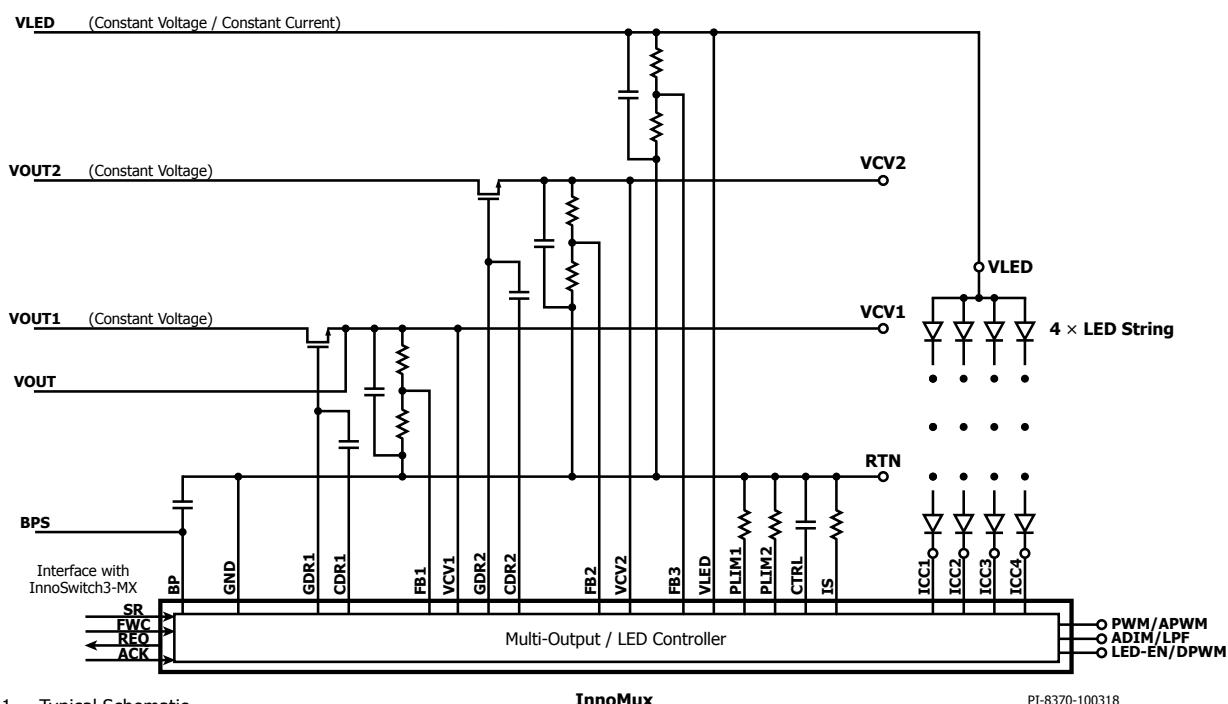 VLED (Constant Voltage / Constant Current)
VOUT2 (Constant Voltage)
VCV2
VLED
VOUT1 (Constant Voltage)
VCV1
4 × LED String
VOUT
RTN
BPS
Interface with
InnoSwitch3-MX
BP
GND
GDR1
CDR1
FB1
VCV1
GDR2
CDR2
FB2
VCV2
FB3
VLED
PLIM1
PLIM2
CTRL
IS
ICC1
ICC2
ICC3
ICC4
SR
FWC
REQ
ACK
Multi-Output / LED Controller
PWM/APWM
ADIM/LPF
LED-EN/DPWM
1. Typical Schematic
InnoMux
PI-8370-100318